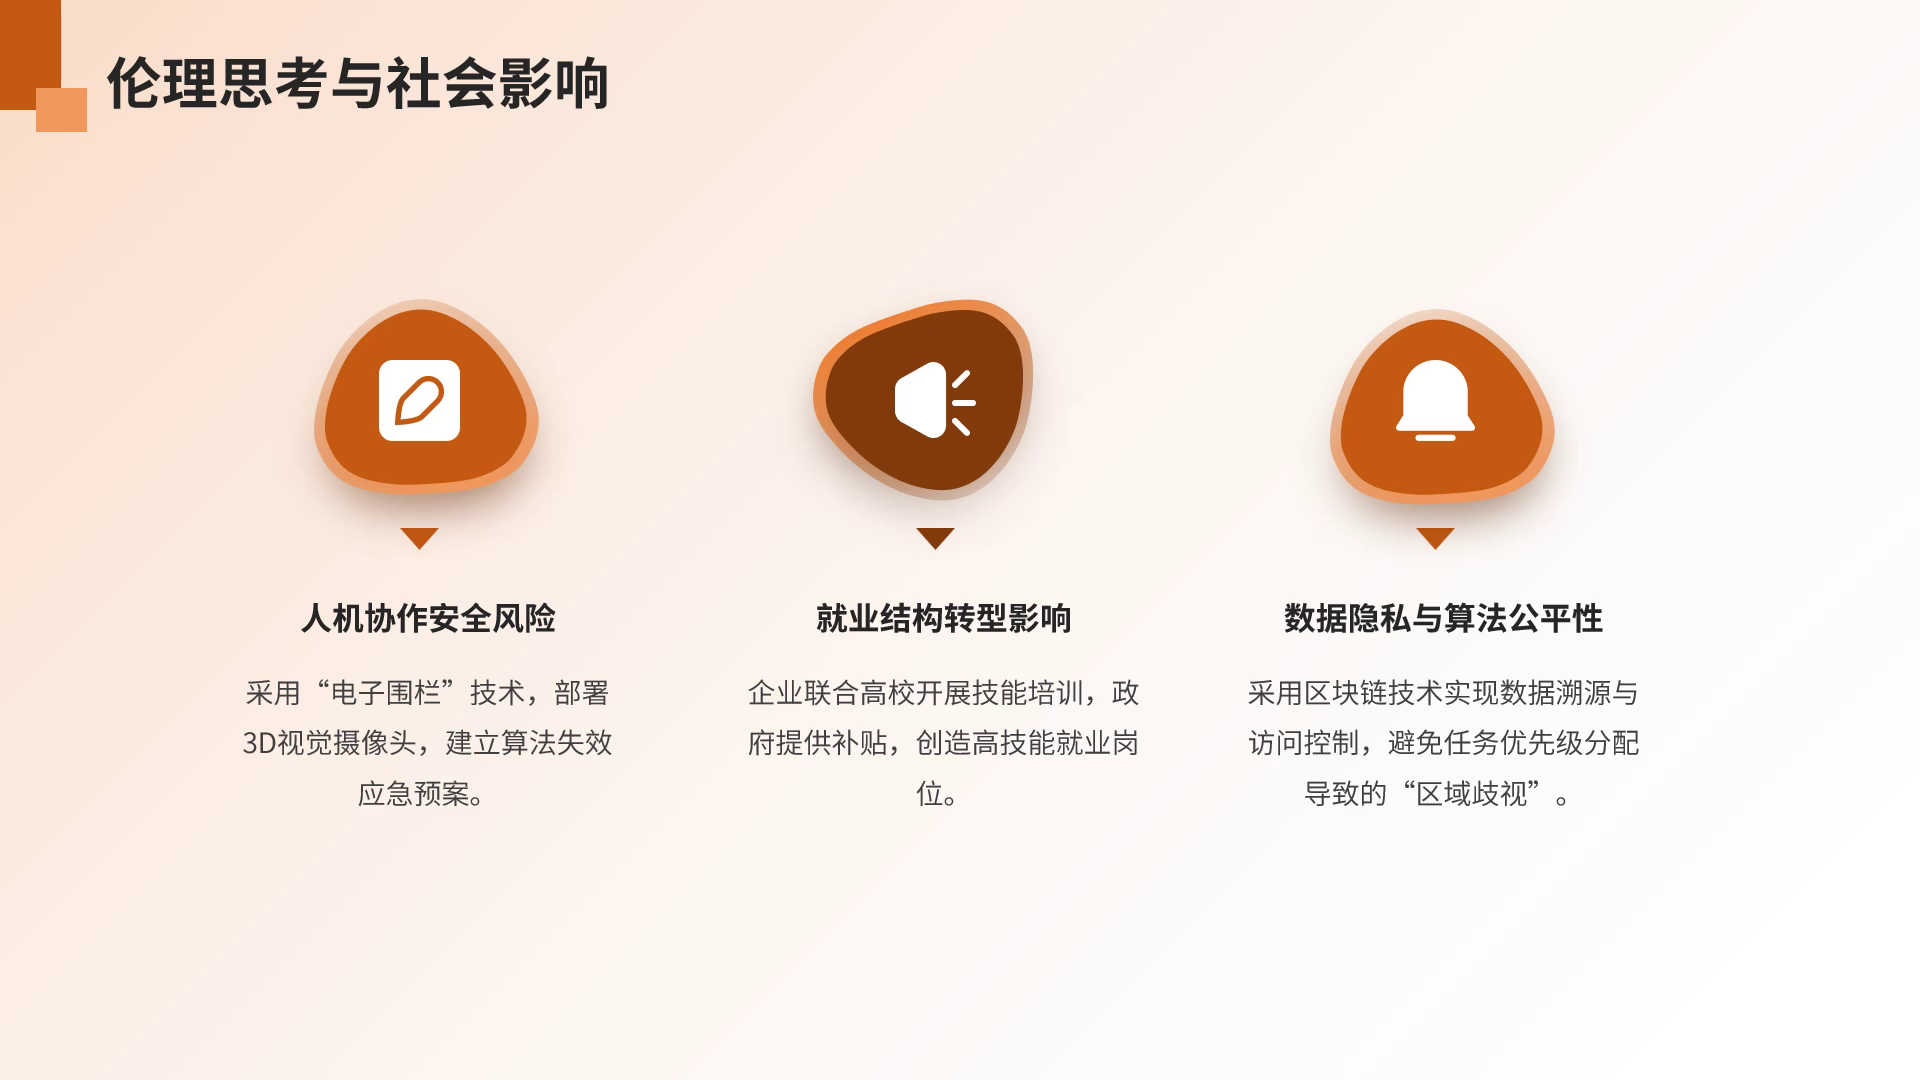 伦理思考与社会影响
人机协作安全风险
采用“电子围栏”技术，部署
3D视觉摄像头，建立算法失效
应急预案。
就业结构转型影响
企业联合高校开展技能培训，政
府提供补贴，创造高技能就业岗
位。
数据隐私与算法公平性
采用区块链技术实现数据溯源与
访问控制，避免任务优先级分配
导致的“区域歧视”。